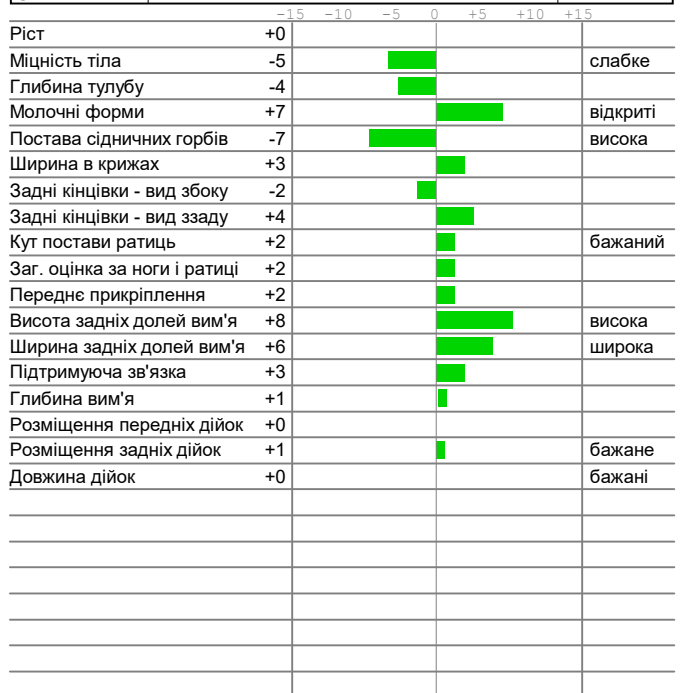 -15 -10 -5 0 +5 +10 +15
Ріст +0
Міцність тіла -5 слабке
Глибина тулубу -4
Молочні форми +7 відкриті
Постава сідничних горбів -7 висока
Ширина в крижах +3
Задні кінцівки - вид збоку -2
Задні кінцівки - вид ззаду +4
Кут постави ратиць +2 бажаний
Заг. оцінка за ноги і ратиці +2
Переднє прикріплення +2
Висота задніх долей вим'я +8 висока
Ширина задніх долей вим'я +6 широка
Підтримуюча зв'язка +3
Глибина вим'я +1
Розміщення передніх дійок +0
Розміщення задніх дійок +1 бажане
Довжина дійок +0 бажані